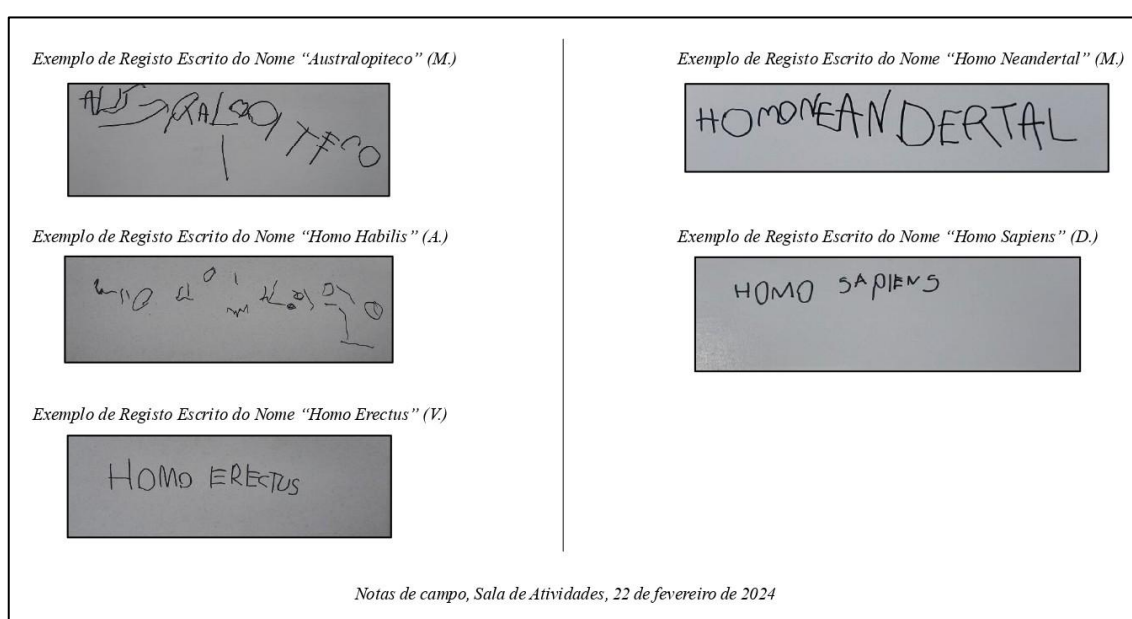 Exemplo de Registo Escrito do Nome “Australopiteco” (M.)
Exemplo de Registo Escrito do Nome “Homo Habilis” (A.)
Exemplo de Registo Escrito do Nome “Homo Erectus” (V.)
HOMO ERECTUS
Exemplo de Registo Escrito do Nome “Homo Neandertal” (M.)
HOMONEANDERTAL
Exemplo de Registo Escrito do Nome “Homo Sapiens” (D.)
HOMO SAPIENS
Notas de campo, Sala de Atividades, 22 de fevereiro de 2024